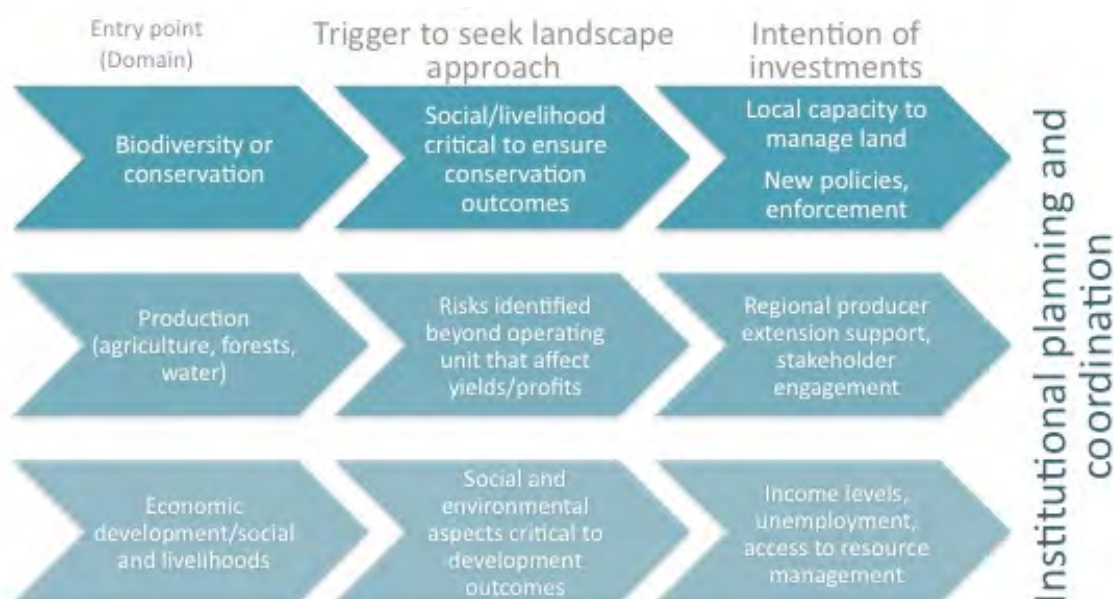 Entry point
(Domain)
Trigger to seek landscape
approach
Intention of
investments
Biodiversity or
conservation
Social/livelihood
critical to ensure
conservation
outcomes
Local capacity to
manage land
New policies,
enforcement
Production
(agriculture, forests,
water)
Risks identified
beyond operating
unit that affect
yields/profits
Regional producer
extension support,
stakeholder
engagement
Economic
development/social
and livelihoods
Social and
environmental
aspects critical to
development
outcomes
Income levels,
unemployment,
access to resource
management
Institutional planning and
coordination